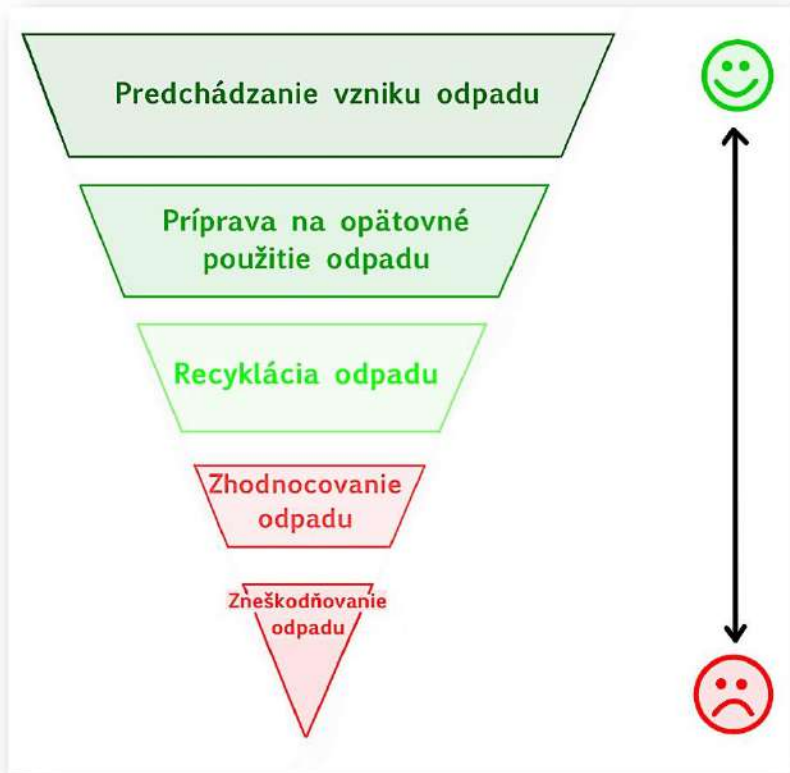 Predchádzanie vzniku odpadu
Príprava na opätovné
použitie odpadu
Recyklácia odpadu
Zhodnocovanie
odpadu
Zneškodňovanie
odpadu